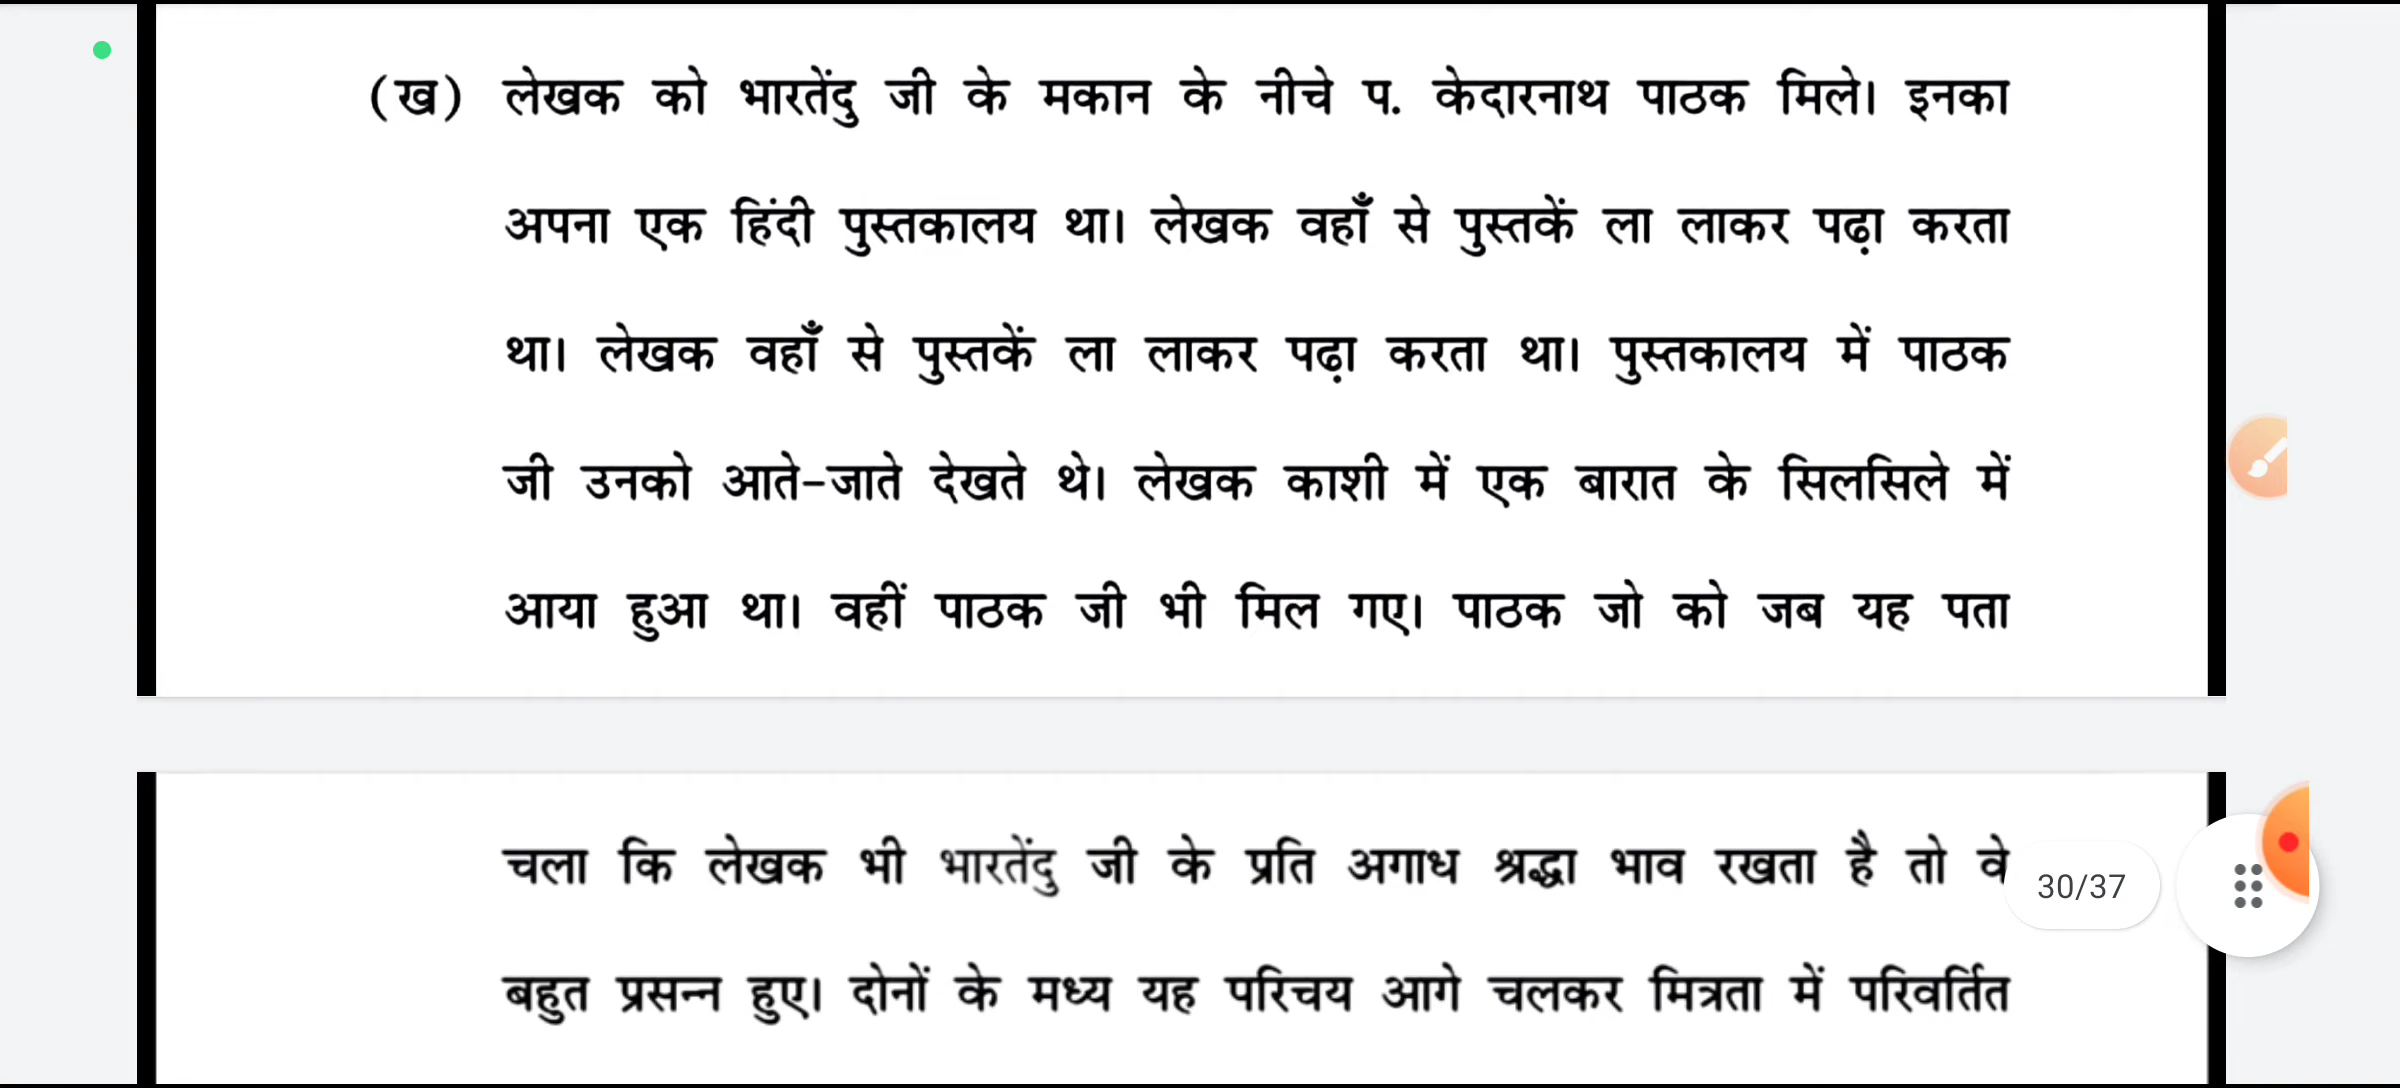 (ख) लेखक को भारतेंदु जी के मकान के नीचे प. केदारनाथ पाठक मिले। इनका
अपना एक हिंदी पुस्तकालय था। लेखक वहाँ से पुस्तकें ला लाकर पढ़ा करता
था। लेखक वहाँ से पुस्तकें ला लाकर पढ़ा करता था। पुस्तकालय में पाठक
जी उनको आते-जाते देखते थे। लेखक काशी में एक बारात के सिलसिले में
आया हुआ था। वहीं पाठक जी भी मिल गए। पाठक जो को जब यह पता
चला कि लेखक भी भारतेंदु जी के प्रति अगाध श्रद्धा भाव रखता है तो वे
30/37
बहुत प्रसन्न हुए। दोनों के मध्य यह परिचय आगे चलकर मित्रता में परिवर्तित